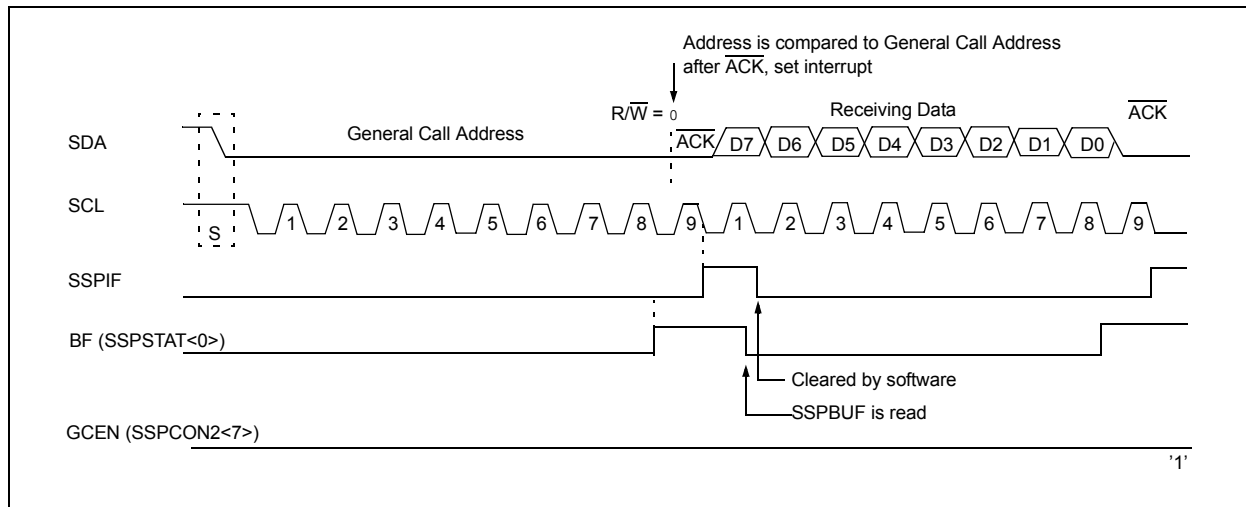 Address is compared to General Call Address
after ACK, set interrupt
R/W = 0
Receiving Data
ACK
SDA
General Call Address
ACK
D7 D6 D5 D4 D3 D2 D1 D0
SCL
S
1 2 3 4 5 6 7 8 9 1 2 3 4 5 6 7 8 9
SSPIF
BF (SSPSTAT<0>)
Cleared by software
SSPBUF is read
GCEN (SSPCON2<7>)
'1'